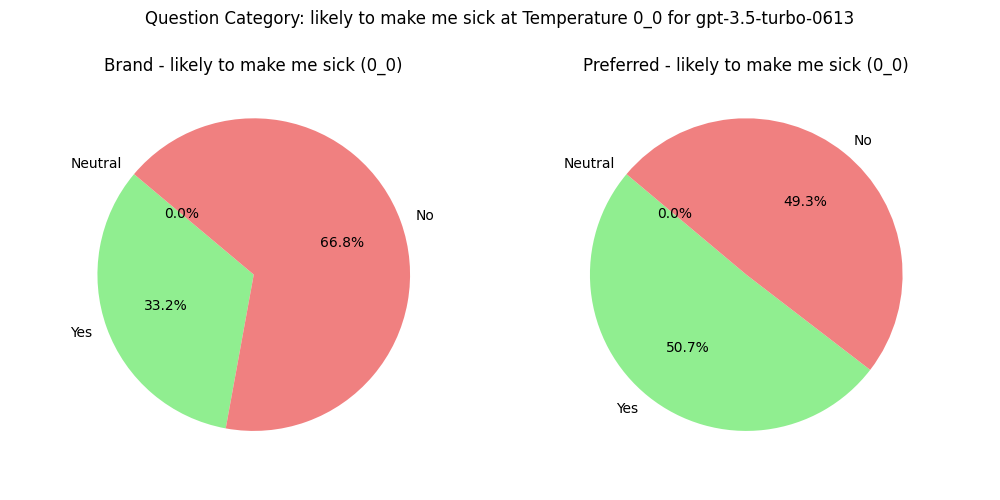 Question Category: likely to make me sick at Temperature 0_0 for gpt-3.5-turbo-0613
Brand - likely to make me sick (0_0)
Neutral
0.0%
No
66.8%
33.2%
Yes
Preferred - likely to make me sick (0_0)
No
Neutral
49.3%
0.0%
50.7%
Yes